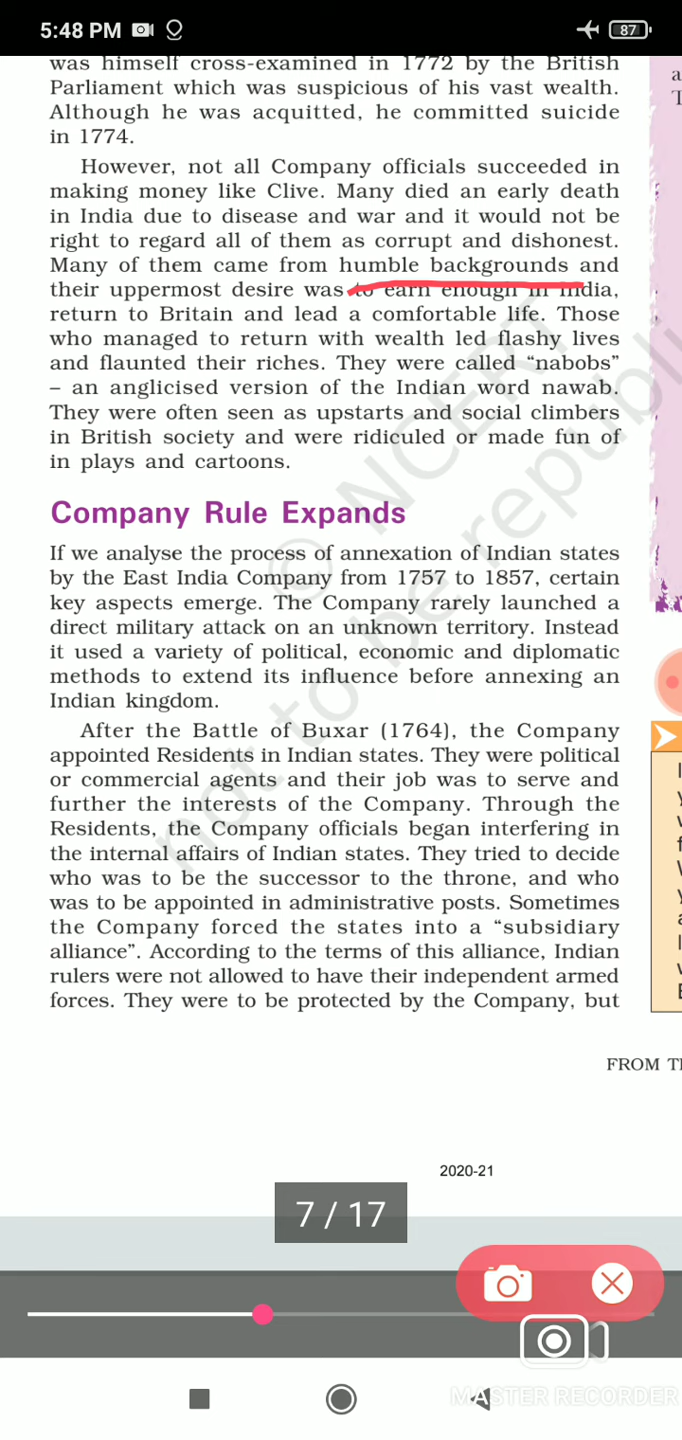 5:48 PM
87
was himself cross-examined in 1772 by the British
Parliament which was suspicious of his vast wealth.
Although he was acquitted, he committed suicide
in 1774.
However, not all Company officials succeeded in
making money like Clive. Many died an early death
in India due to disease and war and it would not be
right to regard all of them as corrupt and dishonest.
Many of them came from humble backgrounds and
their uppermost desire was to earn enough in India,
return to Britain and lead a comfortable life. Those
who managed to return with wealth led flashy lives
and flaunted their riches. They were called “nabobs”
– an anglicised version of the Indian word nawab.
They were often seen as upstarts and social climbers
in British society and were ridiculed or made fun of
in plays and cartoons.
Company Rule Expands
If we analyse the process of annexation of Indian states
by the East India Company from 1757 to 1857, certain
key aspects emerge. The Company rarely launched a
direct military attack on an unknown territory. Instead
it used a variety of political, economic and diplomatic
methods to extend its influence before annexing an
Indian kingdom.
After the Battle of Buxar (1764), the Company
appointed Residents in Indian states. They were political
or commercial agents and their job was to serve and
further the interests of the Company. Through the
Residents, the Company officials began interfering in
the internal affairs of Indian states. They tried to decide
who was to be the successor to the throne, and who
was to be appointed in administrative posts. Sometimes
the Company forced the states into a “subsidiary
alliance”. According to the terms of this alliance, Indian
rulers were not allowed to have their independent armed
forces. They were to be protected by the Company, but
© NCERT
not to be republi
FROM
2020-21
7 / 17
MASTER RECORDER